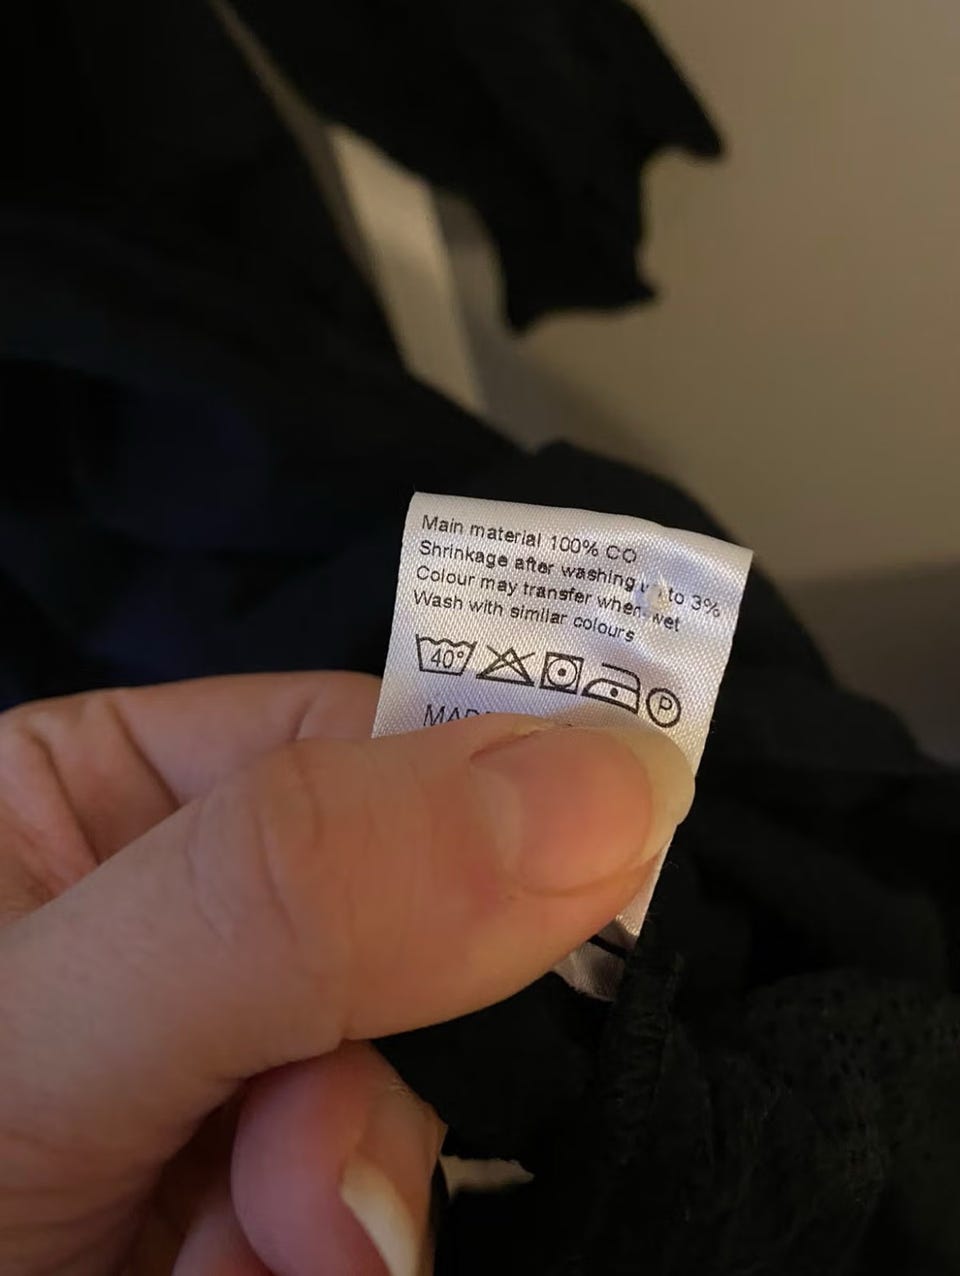 Main material 100% CO
Shrinkage after washing to 3%
Colour may transfer when wet
Wash with similar colours
40° P